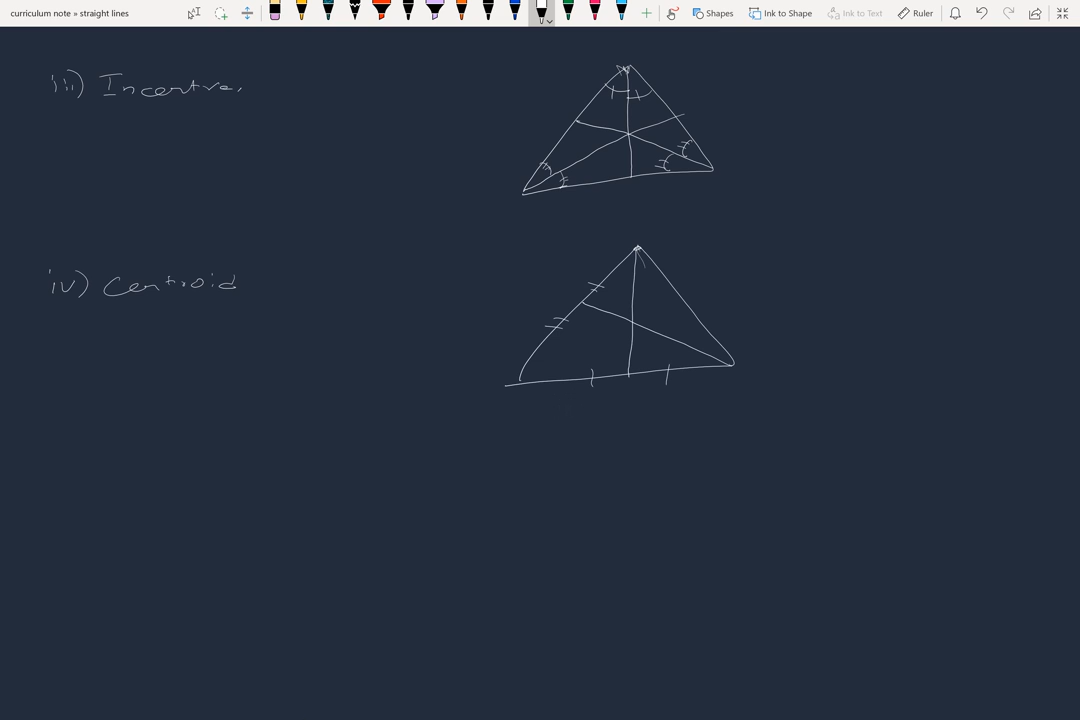 curriculum note » straight lines
Shapes
Ink to Shape
Ink to Text
Ruler
iii) Incentre.
iv) Centroid